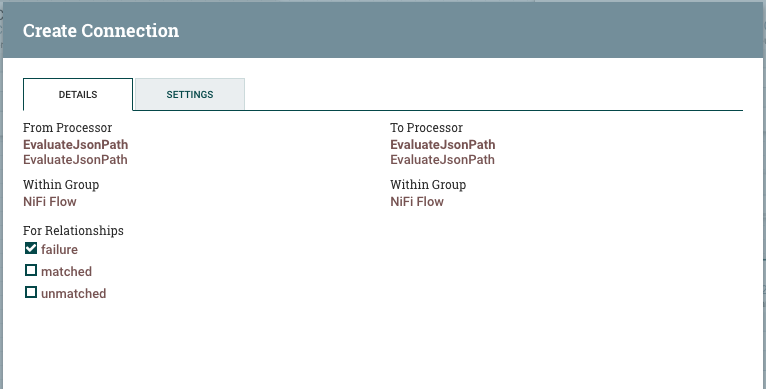 Create Connection
DETAILS
SETTINGS
From Processor
EvaluateJsonPath
EvaluateJsonPath
Within Group
NiFi Flow
To Processor
EvaluateJsonPath
EvaluateJsonPath
Within Group
NiFi Flow
For Relationships
failure
matched
unmatched